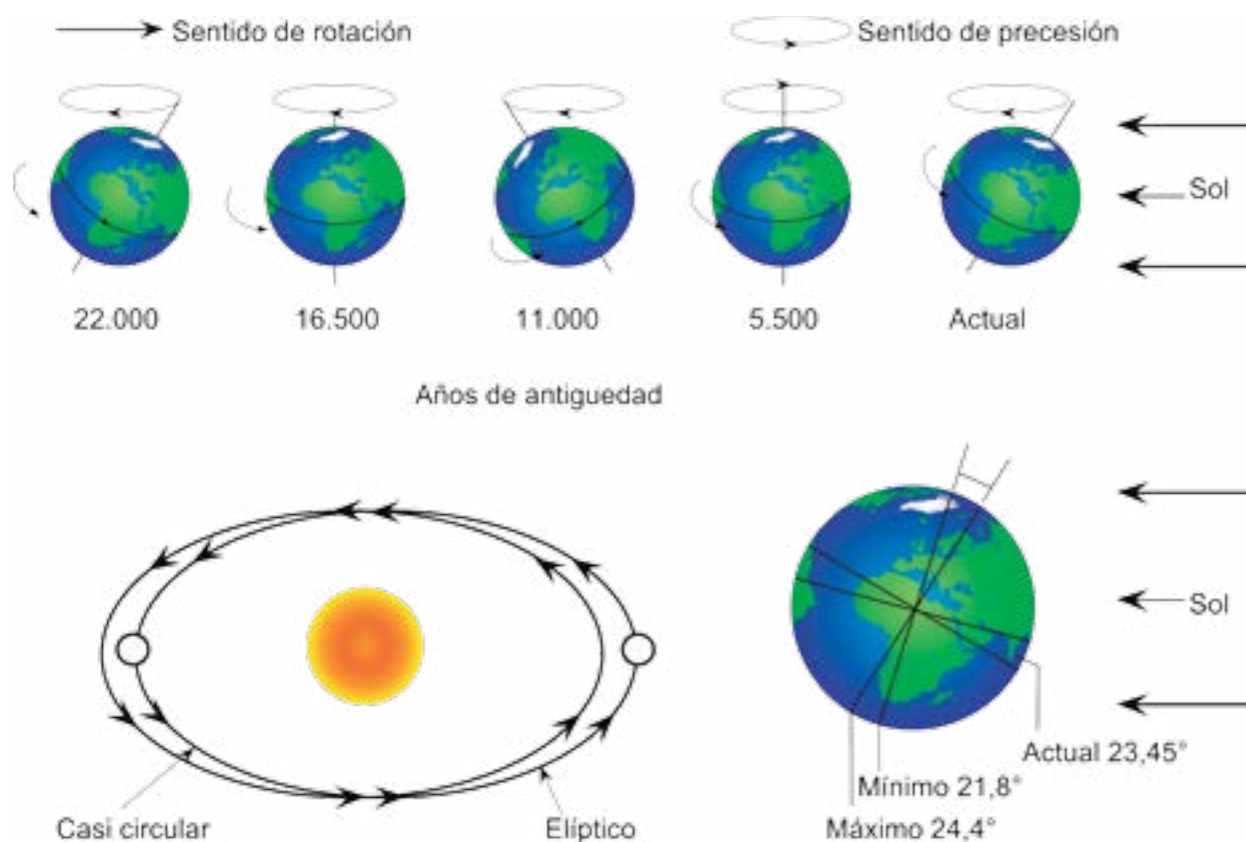 Sentido de rotación
Sentido de precesión
Sol
22.000
16.500
11.000
5.500
Actual
Años de antiguedad
Sol
Actual 23,45°
Mínimo 21,8°
Casi circular
Elíptico
Máximo 24,4°